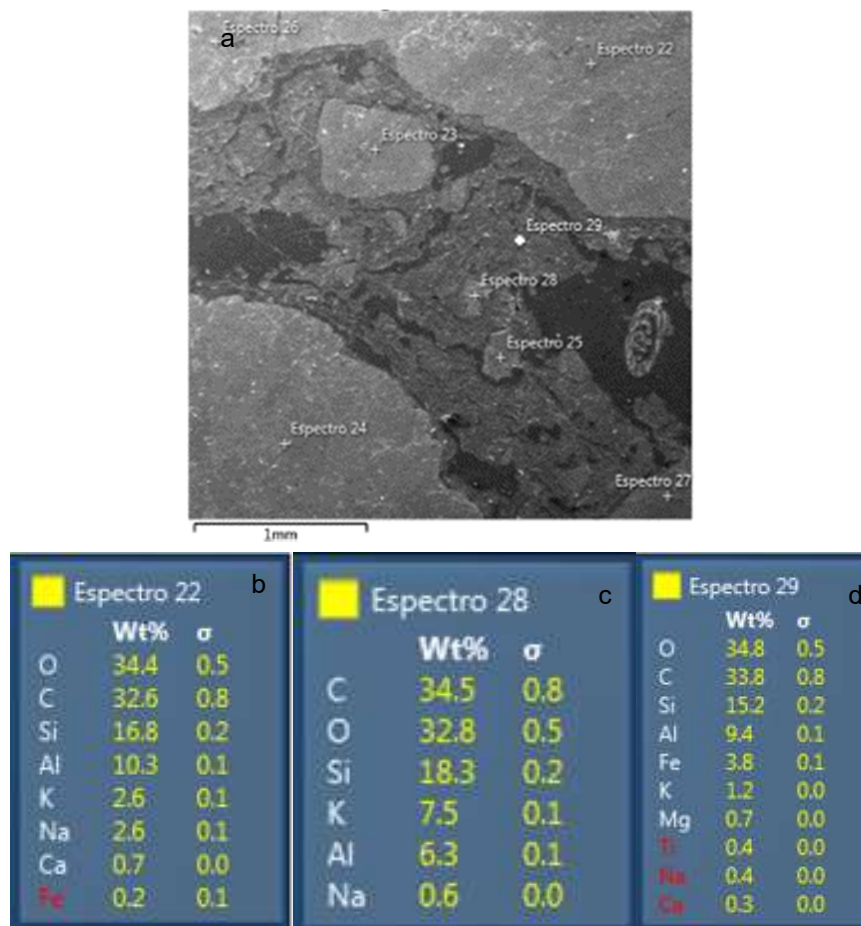 a
Espectro 26
Espectro 22
Espectro 23
Espectro 29
Espectro 28
Espectro 25
Espectro 24
Espectro 27
1mm
Espectro 22 b
Wt% σ
O 34.4 0.5
C 32.6 0.8
Si 16.8 0.2
Al 10.3 0.1
K 2.6 0.1
Na 2.6 0.1
Ca 0.7 0.0
Fe 0.2 0.1
Espectro 28 c
Wt% σ
C 34.5 0.8
O 32.8 0.5
Si 18.3 0.2
K 7.5 0.1
Al 6.3 0.1
Na 0.6 0.0
Espectro 29 d
Wt% σ
O 34.8 0.5
C 33.8 0.8
Si 15.2 0.2
Al 9.4 0.1
Fe 3.8 0.1
K 1.2 0.0
Mg 0.7 0.0
Ti 0.4 0.0
Na 0.4 0.0
Ca 0.3 0.0